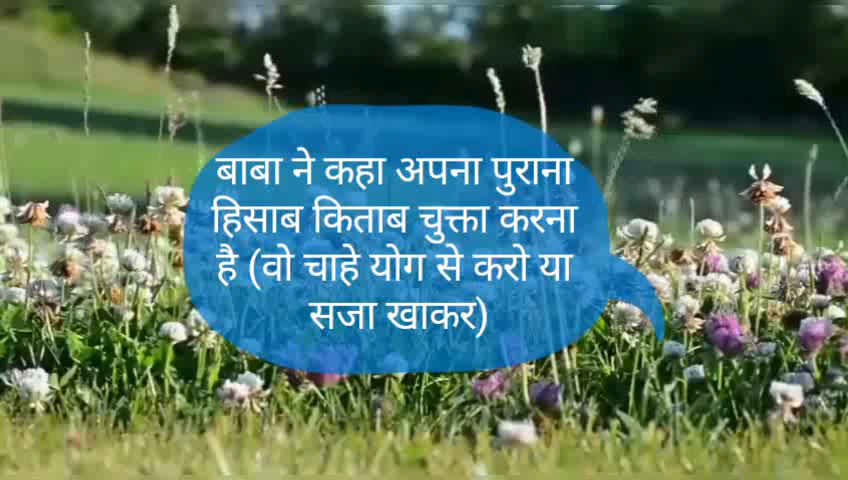 बाबा ने कहा अपना पुराना
हिसाब किताब चुक्ता करना
है (वो चाहे योग से करो या
सजा खाकर)